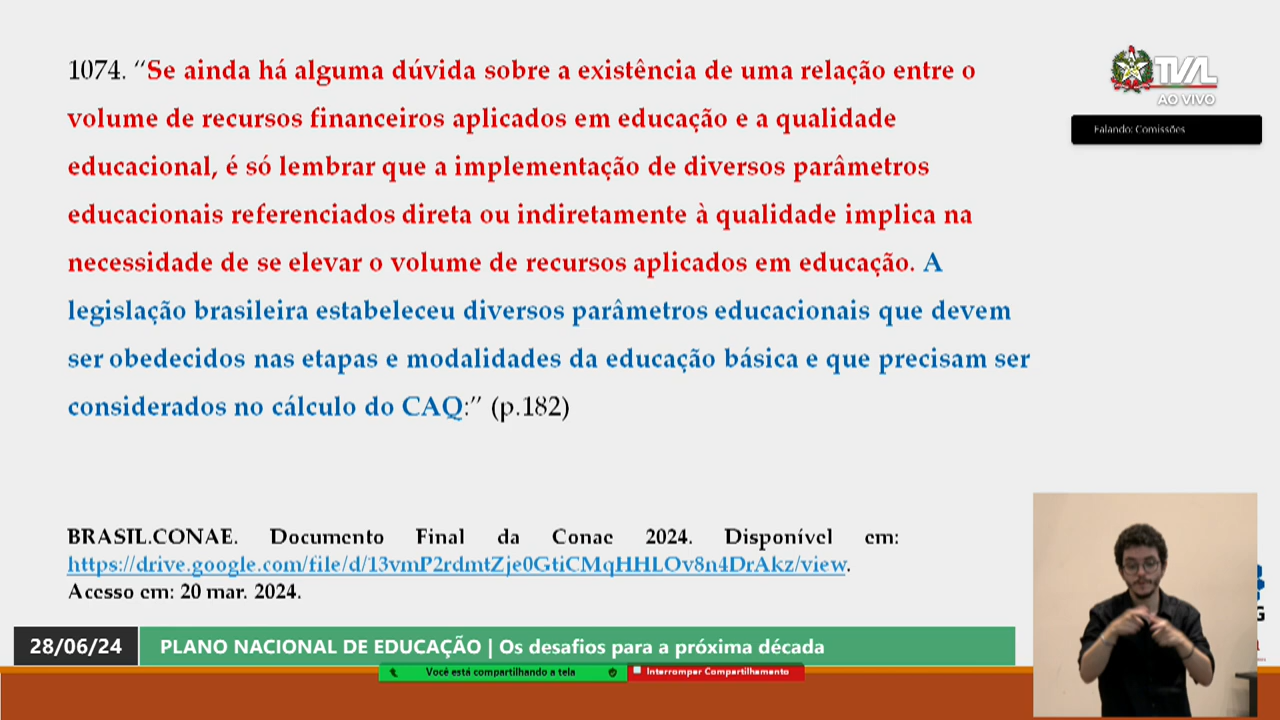 1074. “Se ainda há alguma dúvida sobre a existência de uma relação entre o
volume de recursos financeiros aplicados em educação e a qualidade
educacional, é só lembrar que a implementação de diversos parâmetros
educacionais referenciados direta ou indiretamente à qualidade implica na
necessidade de se elevar o volume de recursos aplicados em educação. A
legislação brasileira estabeleceu diversos parâmetros educacionais que devem
ser obedecidos nas etapas e modalidades da educação básica e que precisam ser
considerados no cálculo do CAQ:” (p.182)
TVAL
AO VIVO
Falando: Comissões
BRASIL.CONAE. Documento Final da Conae 2024. Disponível em:
https://drive.google.com/file/d/13vmP2rdmtZje0GtiCMqHHLOv8n4DrAkz/view.
Acesso em: 20 mar. 2024.
28/06/24
PLANO NACIONAL DE EDUCAÇÃO | Os desafios para a próxima década
Você está compartilhando a tela
Interromper Compartilhamento